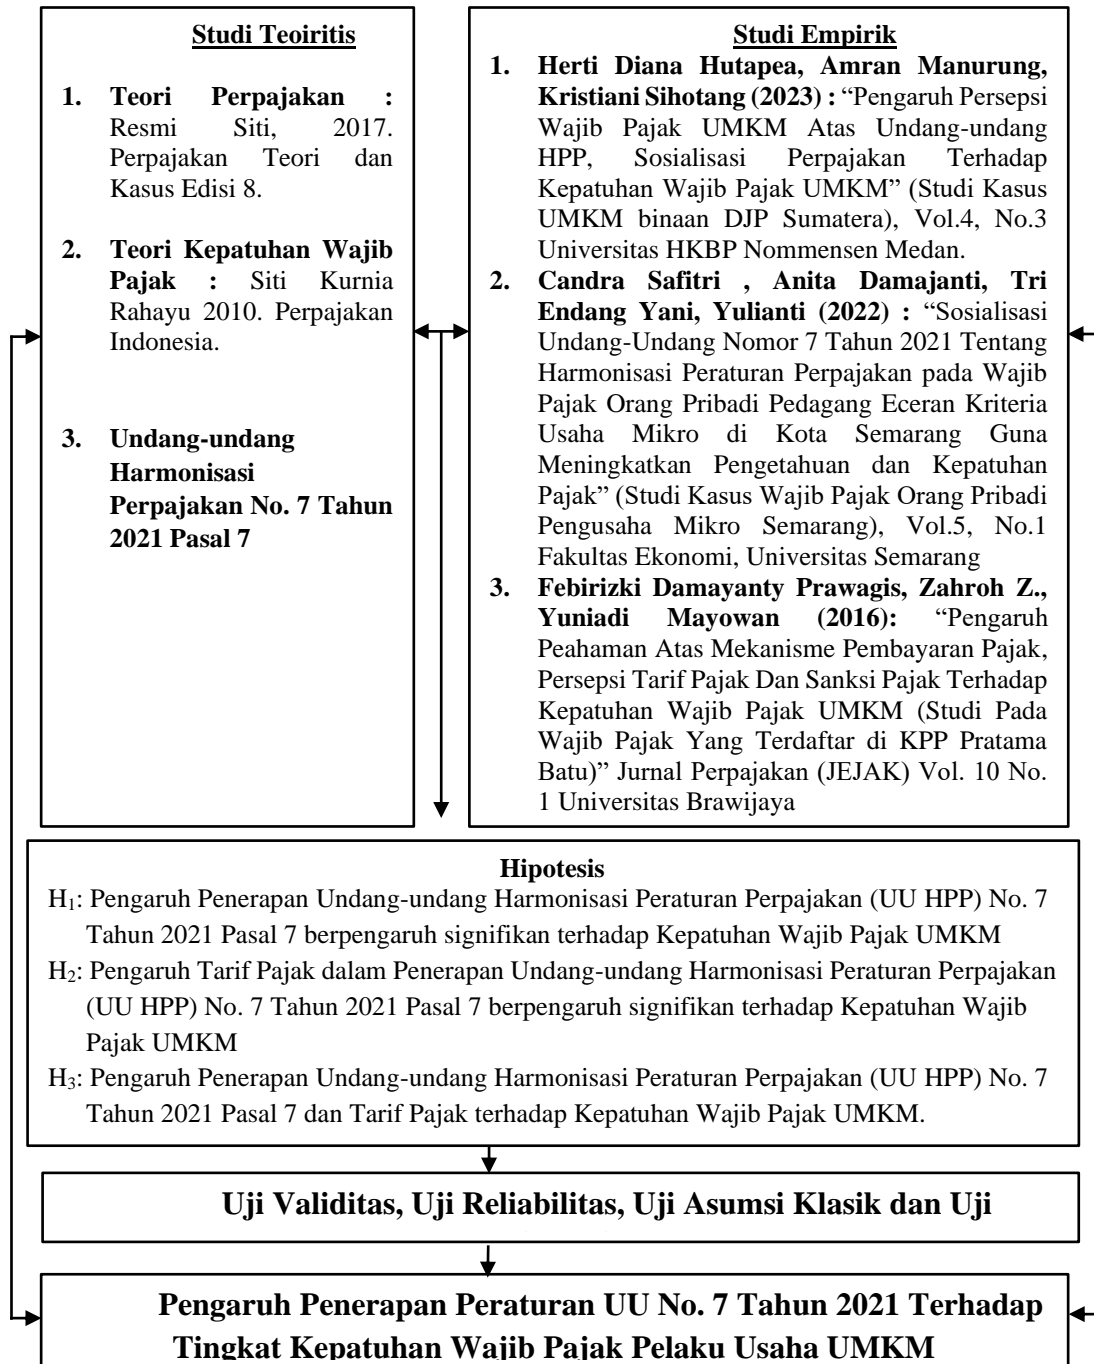 Studi Teoiritis
1. Teori Perpajakan :
Resmi Siti, 2017.
Perpajakan Teori dan
Kasus Edisi 8.
2. Teori Kepatuhan Wajib
Pajak : Siti Kurnia
Rahayu 2010. Perpajakan
Indonesia.
3. Undang-undang
Harmonisasi
Perpajakan No. 7 Tahun
2021 Pasal 7
Studi Empirik
1. Herti Diana Hutapea, Amran Manurung,
Kristiani Sihotang (2023) : “Pengaruh Persepsi
Wajib Pajak UMKM Atas Undang-undang
HPP, Sosialisasi Perpajakan Terhadap
Kepatuhan Wajib Pajak UMKM” (Studi Kasus
UMKM binaan DJP Sumatera), Vol.4, No.3
Universitas HKBP Nommensen Medan.
2. Candra Safitri , Anita Damajanti, Tri
Endang Yani, Yulianti (2022) : “Sosialisasi
Undang-Undang Nomor 7 Tahun 2021 Tentang
Harmonisasi Peraturan Perpajakan pada Wajib
Pajak Orang Pribadi Pedagang Eceran Kriteria
Usaha Mikro di Kota Semarang Guna
Meningkatkan Pengetahuan dan Kepatuhan
Pajak” (Studi Kasus Wajib Pajak Orang Pribadi
Pengusaha Mikro Semarang), Vol.5, No.1
Fakultas Ekonomi, Universitas Semarang
3. Febirizki Damayanty Prawagis, Zahroh Z.,
Yuniadi Mayowan (2016): “Pengaruh
Peahaman Atas Mekanisme Pembayaran Pajak,
Persepsi Tarif Pajak Dan Sanksi Pajak Terhadap
Kepatuhan Wajib Pajak UMKM (Studi Pada
Wajib Pajak Yang Terdaftar di KPP Pratama
Batu)” Jurnal Perpajakan (JEJAK) Vol. 10 No.
1 Universitas Brawijaya
Hipotesis
H₁: Pengaruh Penerapan Undang-undang Harmonisasi Peraturan Perpajakan (UU HPP) No. 7
Tahun 2021 Pasal 7 berpengaruh signifikan terhadap Kepatuhan Wajib Pajak UMKM
H₂: Pengaruh Tarif Pajak dalam Penerapan Undang-undang Harmonisasi Peraturan Perpajakan
(UU HPP) No. 7 Tahun 2021 Pasal 7 berpengaruh signifikan terhadap Kepatuhan Wajib
Pajak UMKM
H₃: Pengaruh Penerapan Undang-undang Harmonisasi Peraturan Perpajakan (UU HPP) No. 7
Tahun 2021 Pasal 7 dan Tarif Pajak terhadap Kepatuhan Wajib Pajak UMKM.
Uji Validitas, Uji Reliabilitas, Uji Asumsi Klasik dan Uji
Pengaruh Penerapan Peraturan UU No. 7 Tahun 2021 Terhadap
Tingkat Kepatuhan Wajib Pajak Pelaku Usaha UMKM